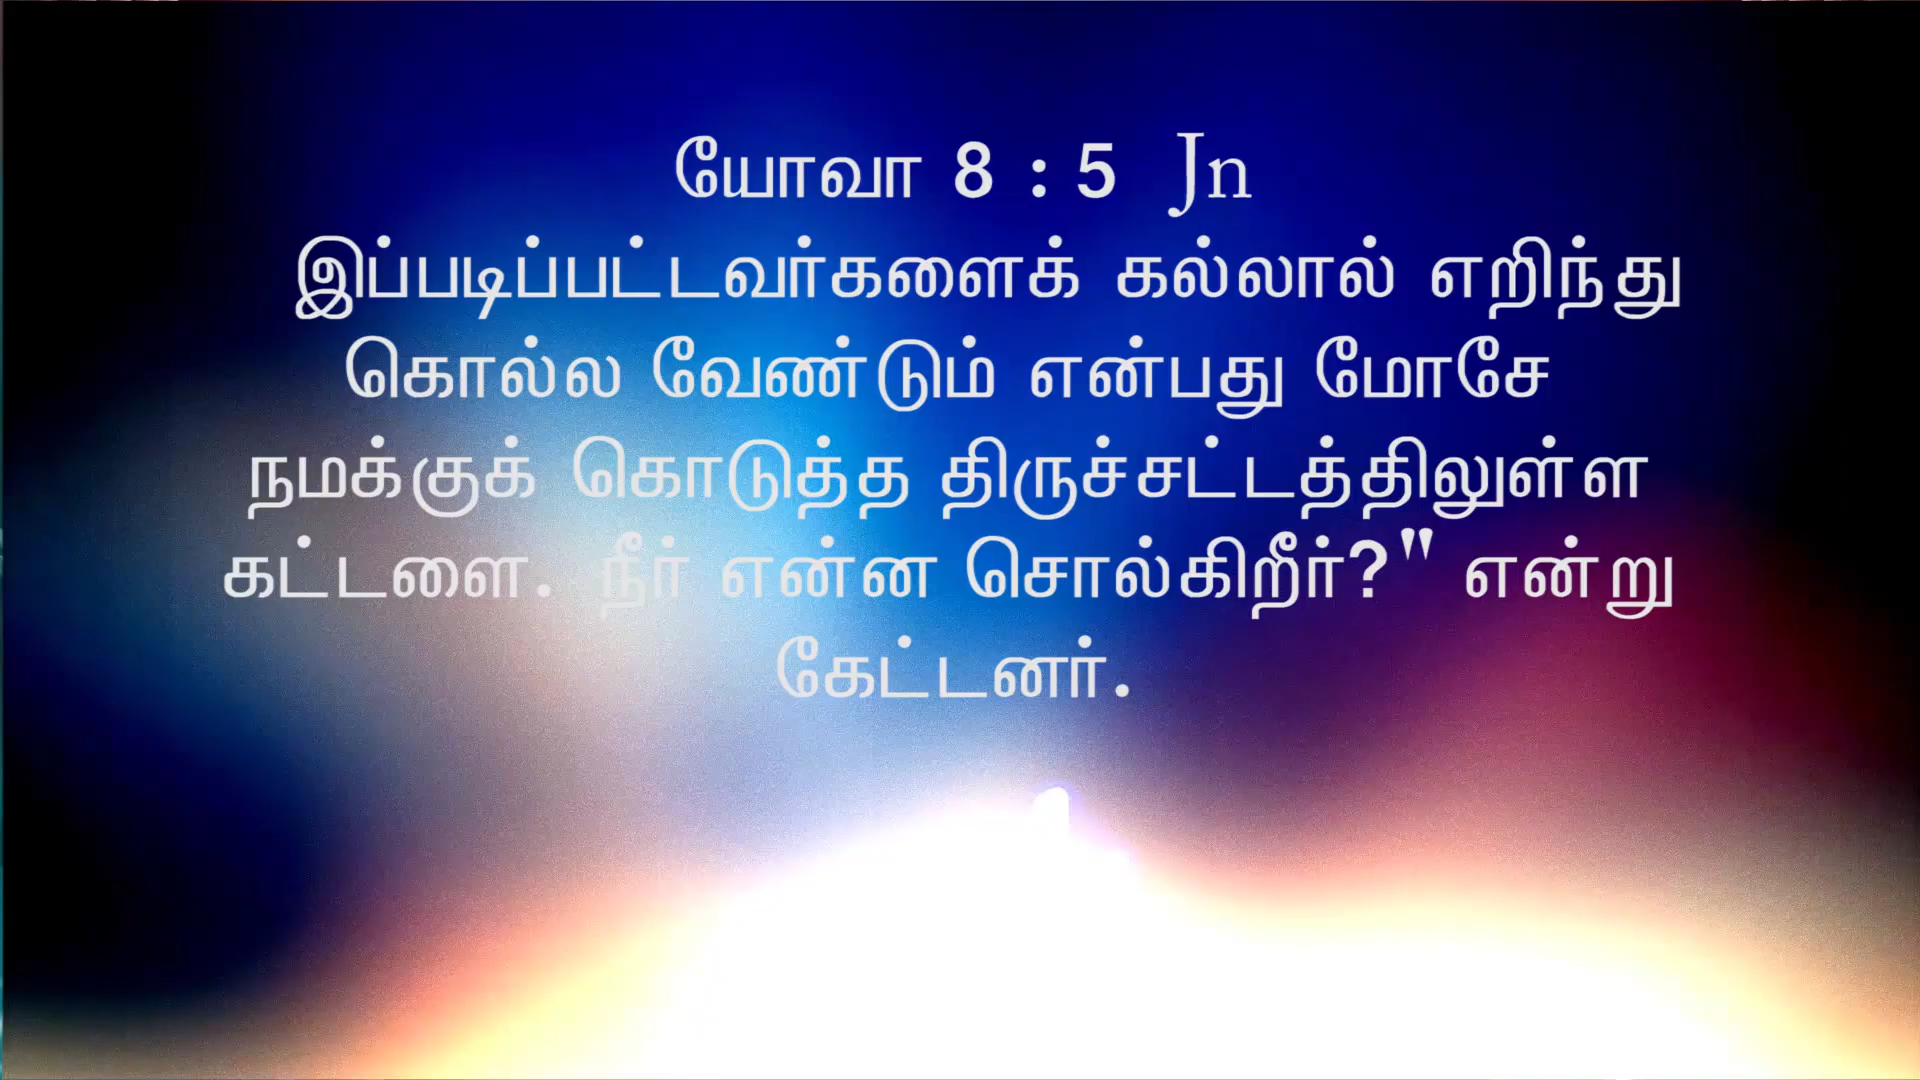 யோவா 8 : 5 Jn
இப்படிப்பட்டவர்களைக் கல்லால் எறிந்து
கொல்ல வேண்டும் என்பது மோசே
நமக்குக் கொடுத்த திருச்சட்டத்திலுள்ள
கட்டளை. நீர் என்ன சொல்கிறீர்?" என்று
கேட்டனர்.